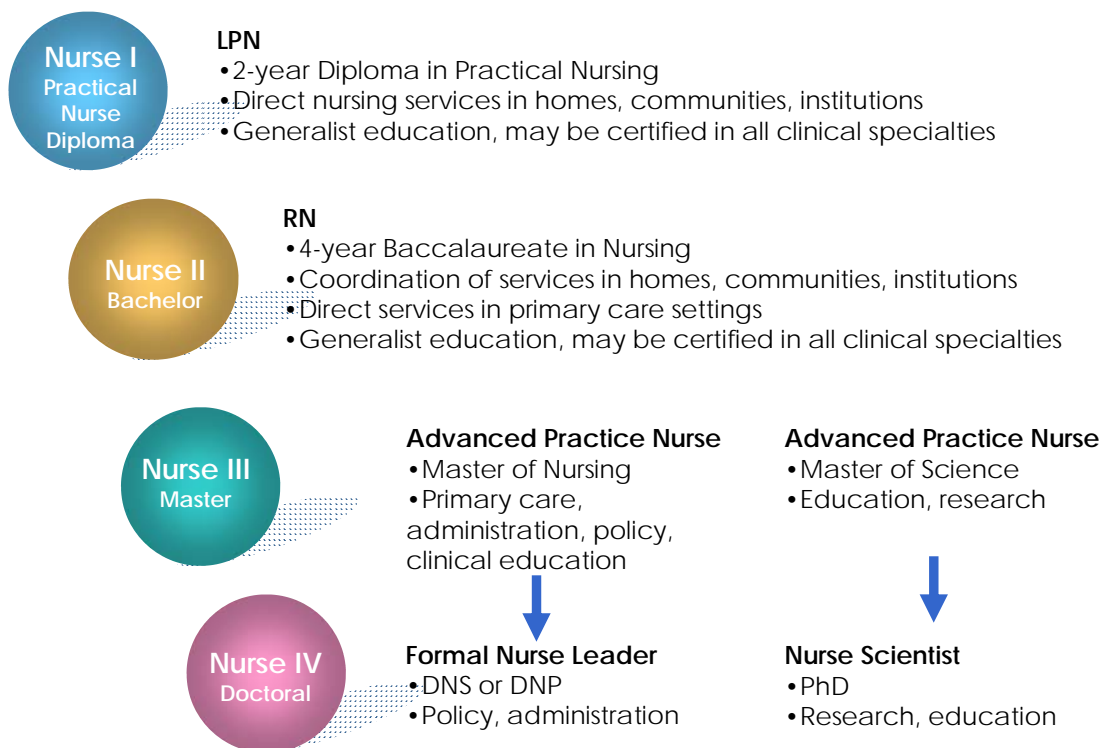 Nurse I
Practical
Nurse
Diploma
LPN
•2-year Diploma in Practical Nursing
•Direct nursing services in homes, communities, institutions
•Generalist education, may be certified in all clinical specialties
Nurse II
Bachelor
RN
•4-year Baccalaureate in Nursing
•Coordination of services in homes, communities, institutions
•Direct services in primary care settings
•Generalist education, may be certified in all clinical specialties
Nurse III
Master
Advanced Practice Nurse
•Master of Nursing
•Primary care,
administration, policy,
clinical education
Advanced Practice Nurse
•Master of Science
•Education, research
Nurse IV
Doctoral
Formal Nurse Leader
•DNS or DNP
•Policy, administration
Nurse Scientist
•PhD
•Research, education